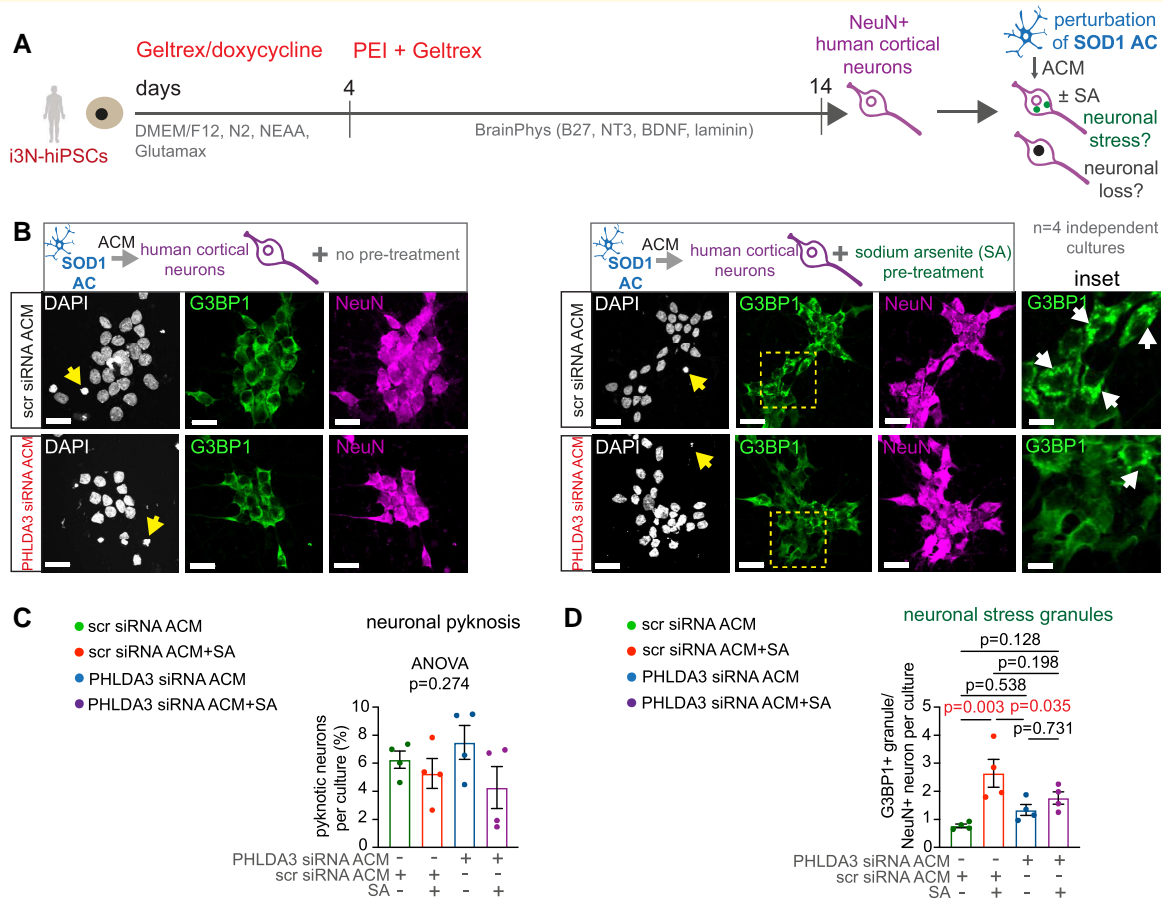 A
Geltrex/doxycycline
PEI + Geltrex
days
4
14
DMEM/F12, N2, NEAA,
Glutamax
BrainPhys (B27, NT3, BDNF, laminin)
i3N-hiPSCs
NeuN+
human cortical
neurons
perturbation
of SOD1 AC
ACM
± SA
neuronal
stress?
neuronal
loss?
B
SOD1
AC
ACM
human cortical
neurons
+ no pre-treatment
SOD1
AC
ACM
human cortical
neurons
+ sodium arsenite (SA)
pre-treatment
n=4 independent
cultures
inset
scr siRNA ACM
DAPI
G3BP1
NeuN
scr siRNA ACM
DAPI
G3BP1
NeuN
G3BP1
PHLDA3 siRNA ACM
DAPI
G3BP1
NeuN
PHLDA3 siRNA ACM
DAPI
G3BP1
NeuN
G3BP1
C
scr siRNA ACM
scr siRNA ACM+SA
PHLDA3 siRNA ACM
PHLDA3 siRNA ACM+SA
neuronal pyknosis
ANOVA
p=0.274
pyknotic neurons
per culture (%)
10
8
6
4
2
0
PHLDA3 siRNA ACM - - + +
scr siRNA ACM + + - -
SA - + - +
D
scr siRNA ACM
scr siRNA ACM+SA
PHLDA3 siRNA ACM
PHLDA3 siRNA ACM+SA
neuronal stress granules
p=0.128
p=0.198
p=0.538
p=0.003
p=0.035
p=0.731
G3BP1+ granule/
NeuN+ neuron per culture
5
4
3
2
1
0
PHLDA3 siRNA ACM - - + +
scr siRNA ACM + + - -
SA - + - +